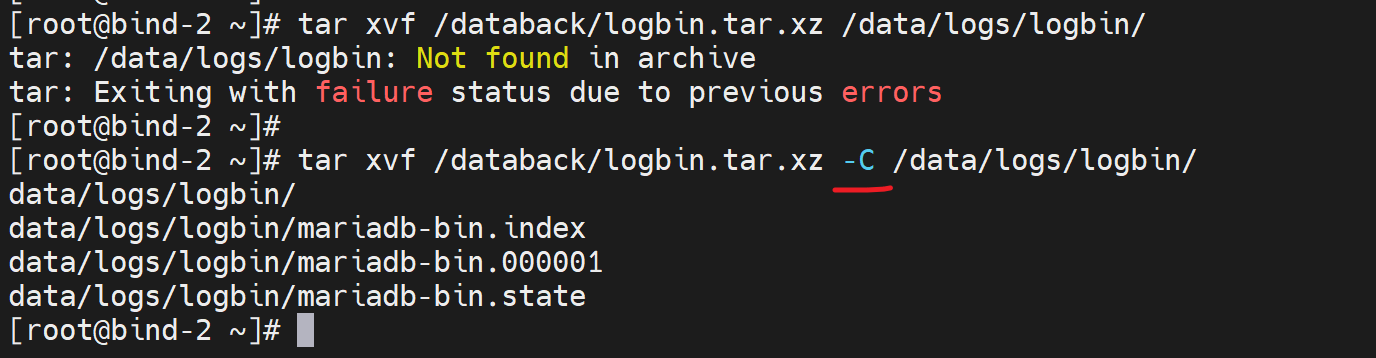 [root@bind-2 ~]# tar xvf /databack/logbin.tar.xz /data/logs/logbin/
tar: /data/logs/logbin: Not found in archive
tar: Exiting with failure status due to previous errors
[root@bind-2 ~]#
[root@bind-2 ~]# tar xvf /databack/logbin.tar.xz -C /data/logs/logbin/
data/logs/logbin/
data/logs/logbin/mariadb-bin.index
data/logs/logbin/mariadb-bin.000001
data/logs/logbin/mariadb-bin.state
[root@bind-2 ~]#